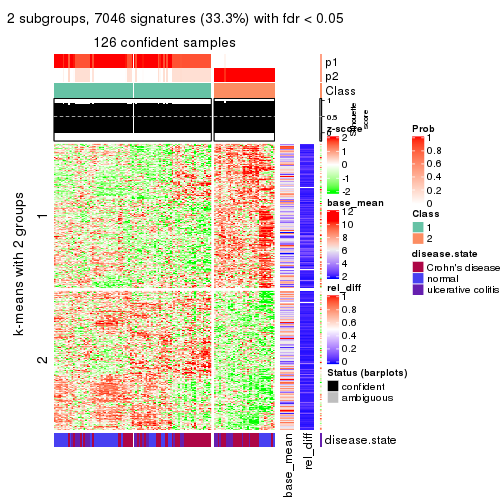 2 subgroups, 7046 signatures (33.3%) with fdr < 0.05
126 confident samples
p1
p2
Class
1
0.5
0
Silhouette
score
k-means with 2 groups
1
2
z-score
2
1
0
-1
-2
base_mean
12
10
8
6
4
2
rel_diff
1
0.8
0.6
0.4
0.2
0
Status (barplots)
confident
ambiguous
Prob
1
0.8
0.6
0.4
0.2
0
Class
1
2
disease.state
Crohn's disease
normal
ulcerative colitis
disease.state
base_mean
rel_diff